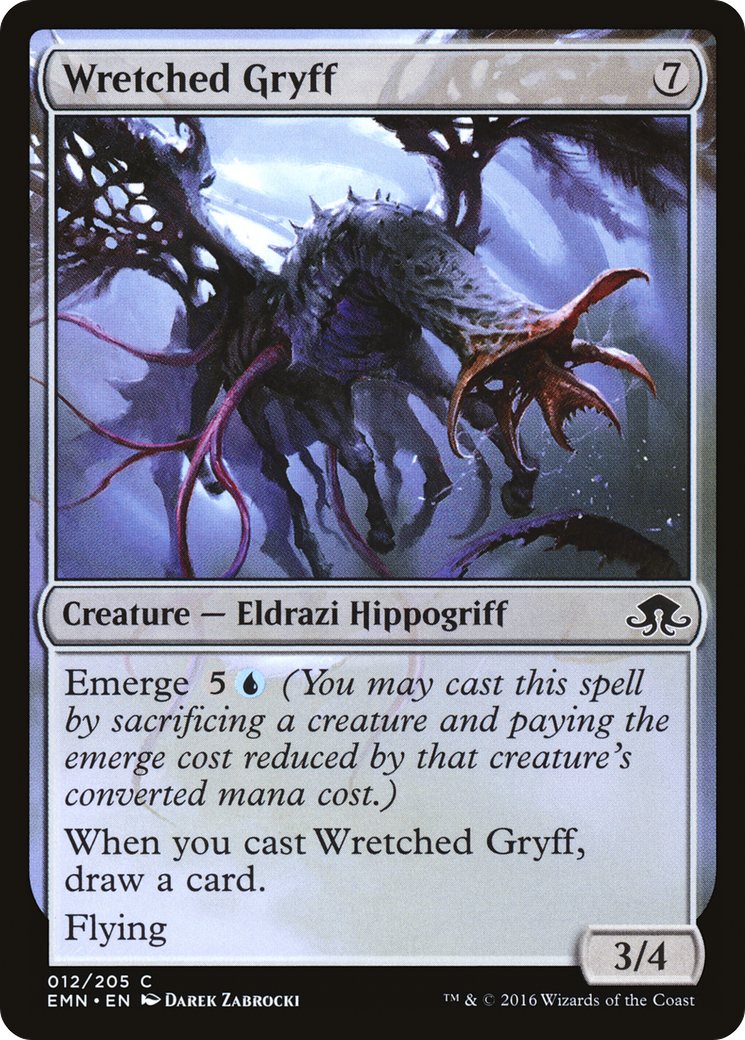 Wretched Gryff 7
Creature — Eldrazi Hippogriff
Emerge 5 (You may cast this spell
by sacrificing a creature and paying the
emerge cost reduced by that creature's
converted mana cost.)
When you cast Wretched Gryff,
draw a card.
Flying
3/4
012/205 C
EMN • EN Darek Zabrocki
™ & © 2016 Wizards of the Coast